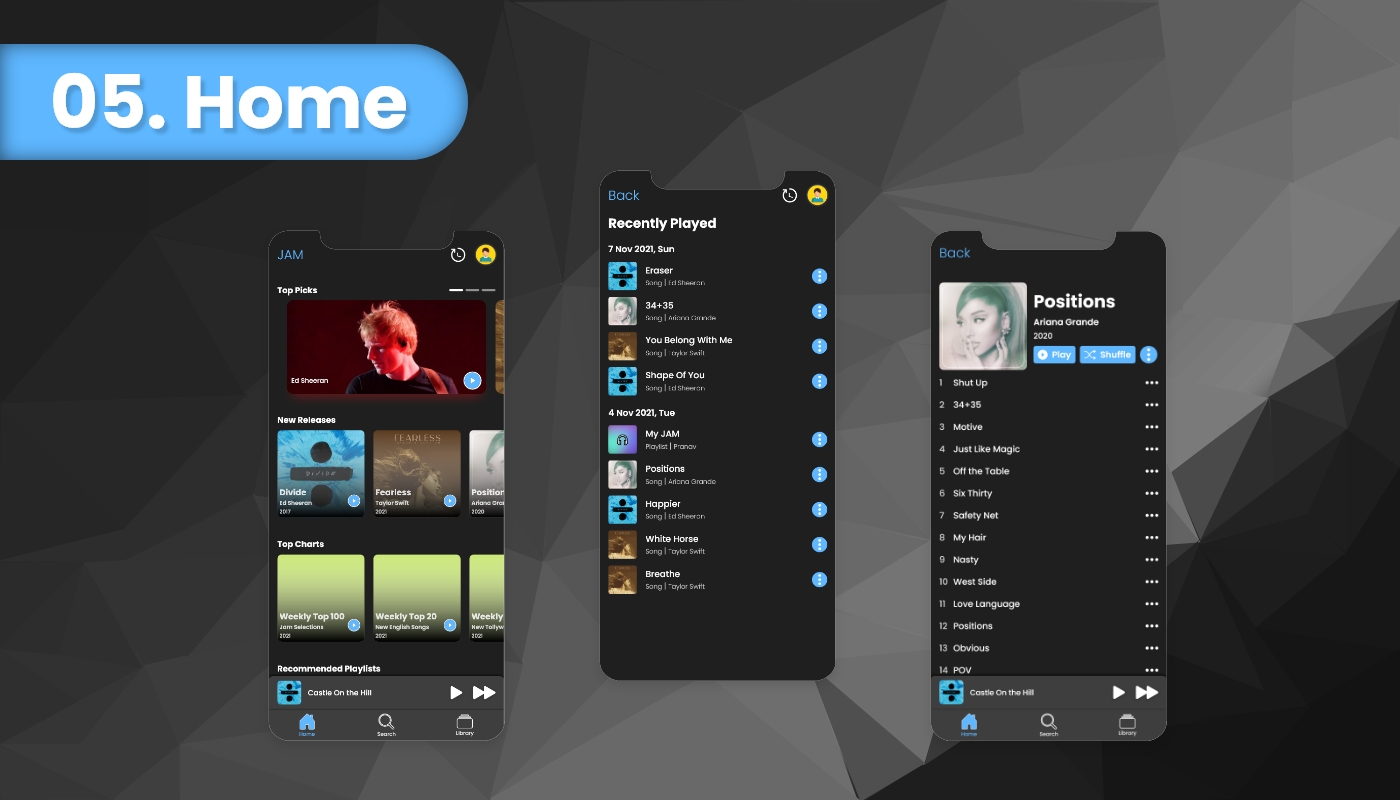 05. Home
JAM
Top Picks
Ed Sheeran
New Releases
DIVIDE
Divide
Ed Sheeran
2017
FEARLESS
Fearless
Taylor Swift
2021
Position
Ariana Gran
2020
Top Charts
Weekly Top 100
Jam Selections
2021
Weekly Top 20
New English Songs
2021
Weekly
New Tollyw
2021
Recommended Playlists
Castle On the Hill
Home
Search
Library
Back
Recently Played
7 Nov 2021, Sun
Eraser
Song | Ed Sheeran
34+35
Song | Ariana Grande
You Belong With Me
Song | Taylor Swift
Shape Of You
Song | Ed Sheeran
4 Nov 2021, Tue
My JAM
Playlist | Pranav
Positions
Song | Ariana Grande
Happier
Song | Ed Sheeran
White Horse
Song | Taylor Swift
Breathe
Song | Taylor Swift
Back
Positions
Ariana Grande
2020
Play
Shuffle
1 Shut Up
2 34+35
3 Motive
4 Just Like Magic
5 Off the Table
6 Six Thirty
7 Safety Net
8 My Hair
9 Nasty
10 West Side
11 Love Language
12 Positions
13 Obvious
14 POV
Castle On the Hill
Home
Search
Library